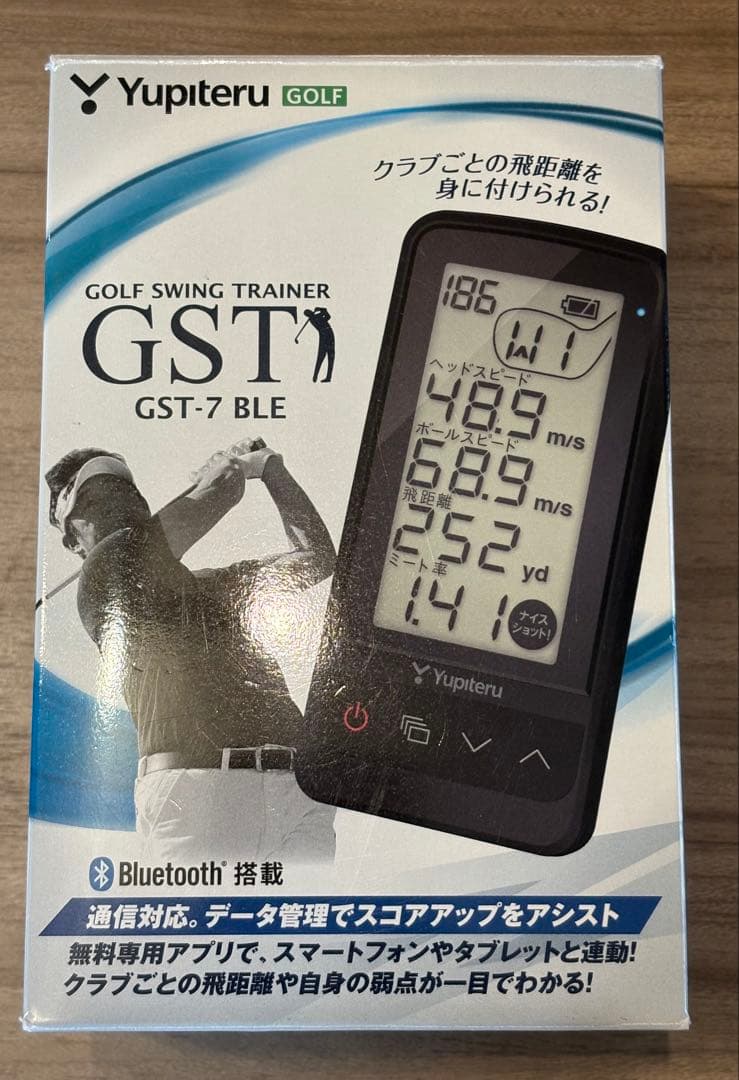 Yupiteru GOLF
クラブごとの飛距離を
身に付けられる!
GOLF SWING TRAINER
GST
GST-7 BLE
186
W1
ヘッドスピード
48.9 m/s
ボールスピード
68.9 m/s
飛距離
252 yd
ミート率
1.41
ナイス
ショット!
Yupiteru
Bluetooth® 搭載
通信対応。データ管理でスコアアップをアシスト
無料専用アプリで、スマートフォンやタブレットと連動!
クラブごとの飛距離や自身の弱点が一目でわかる!